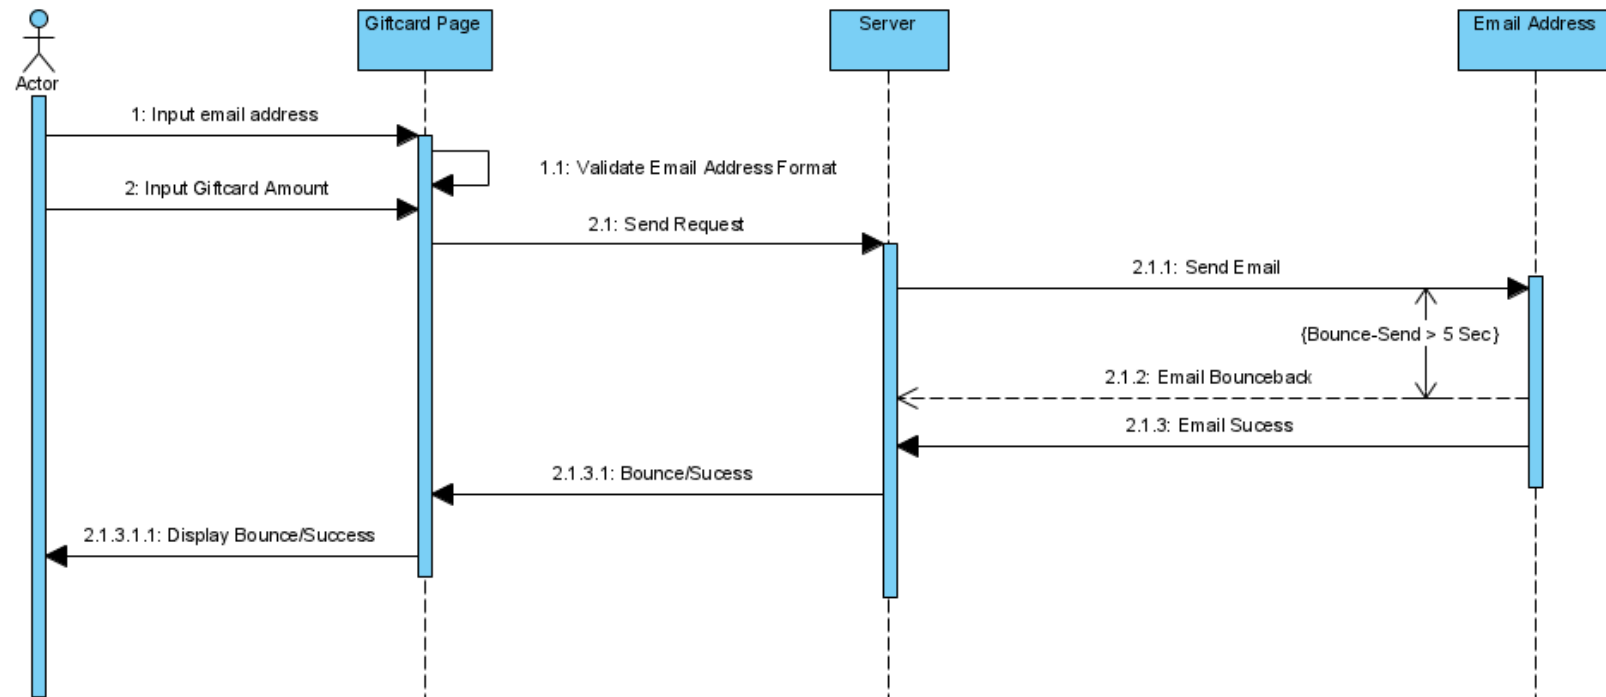 Giftcard Page
Server
Email Address
Actor
1: Input email address
1.1: Validate Email Address Format
2: Input Giftcard Amount
2.1: Send Request
2.1.1: Send Email
{Bounce-Send > 5 Sec}
2.1.2: Email Bounceback
2.1.3: Email Sucess
2.1.3.1: Bounce/Sucess
2.1.3.1.1: Display Bounce/Success